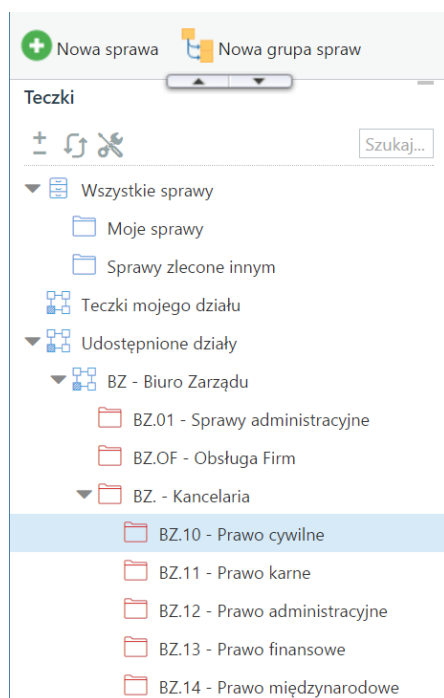 Nowa sprawa Nowa grupa spraw
Teczki
Szukaj...
Wszystkie sprawy
Moje sprawy
Sprawy zlecone innym
Teczki mojego działu
Udostępnione działy
BZ - Biuro Zarządu
BZ.01 - Sprawy administracyjne
BZ.OF - Obsługa Firm
BZ. - Kancelaria
BZ.10 - Prawo cywilne
BZ.11 - Prawo karne
BZ.12 - Prawo administracyjne
BZ.13 - Prawo finansowe
BZ.14 - Prawo międzynarodowe